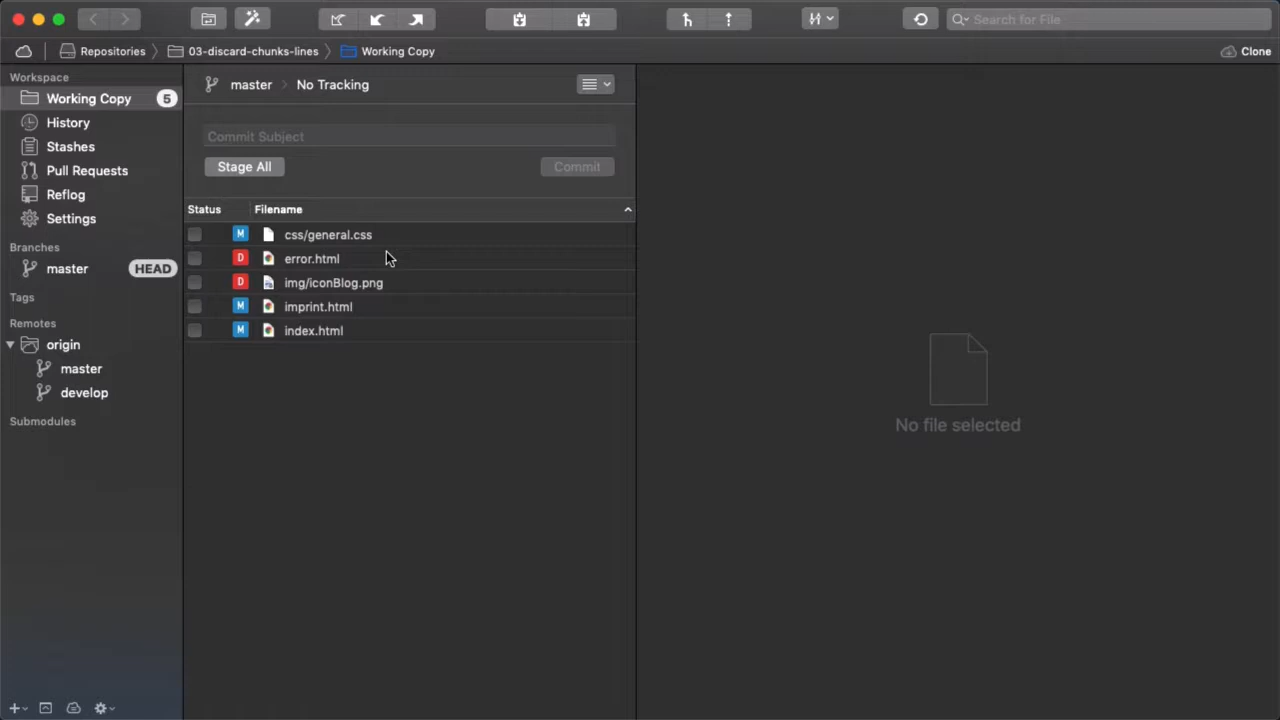 Search for File
Repositories
03-discard-chunks-lines
Working Copy
Clone
Workspace
Working Copy 5
History
Stashes
Pull Requests
Reflog
Settings
Branches
master HEAD
Tags
Remotes
origin
master
develop
Submodules
master No Tracking
Commit Subject
Stage All Commit
Status Filename
M css/general.css
D error.html
D img/iconBlog.png
M imprint.html
M index.html
No file selected